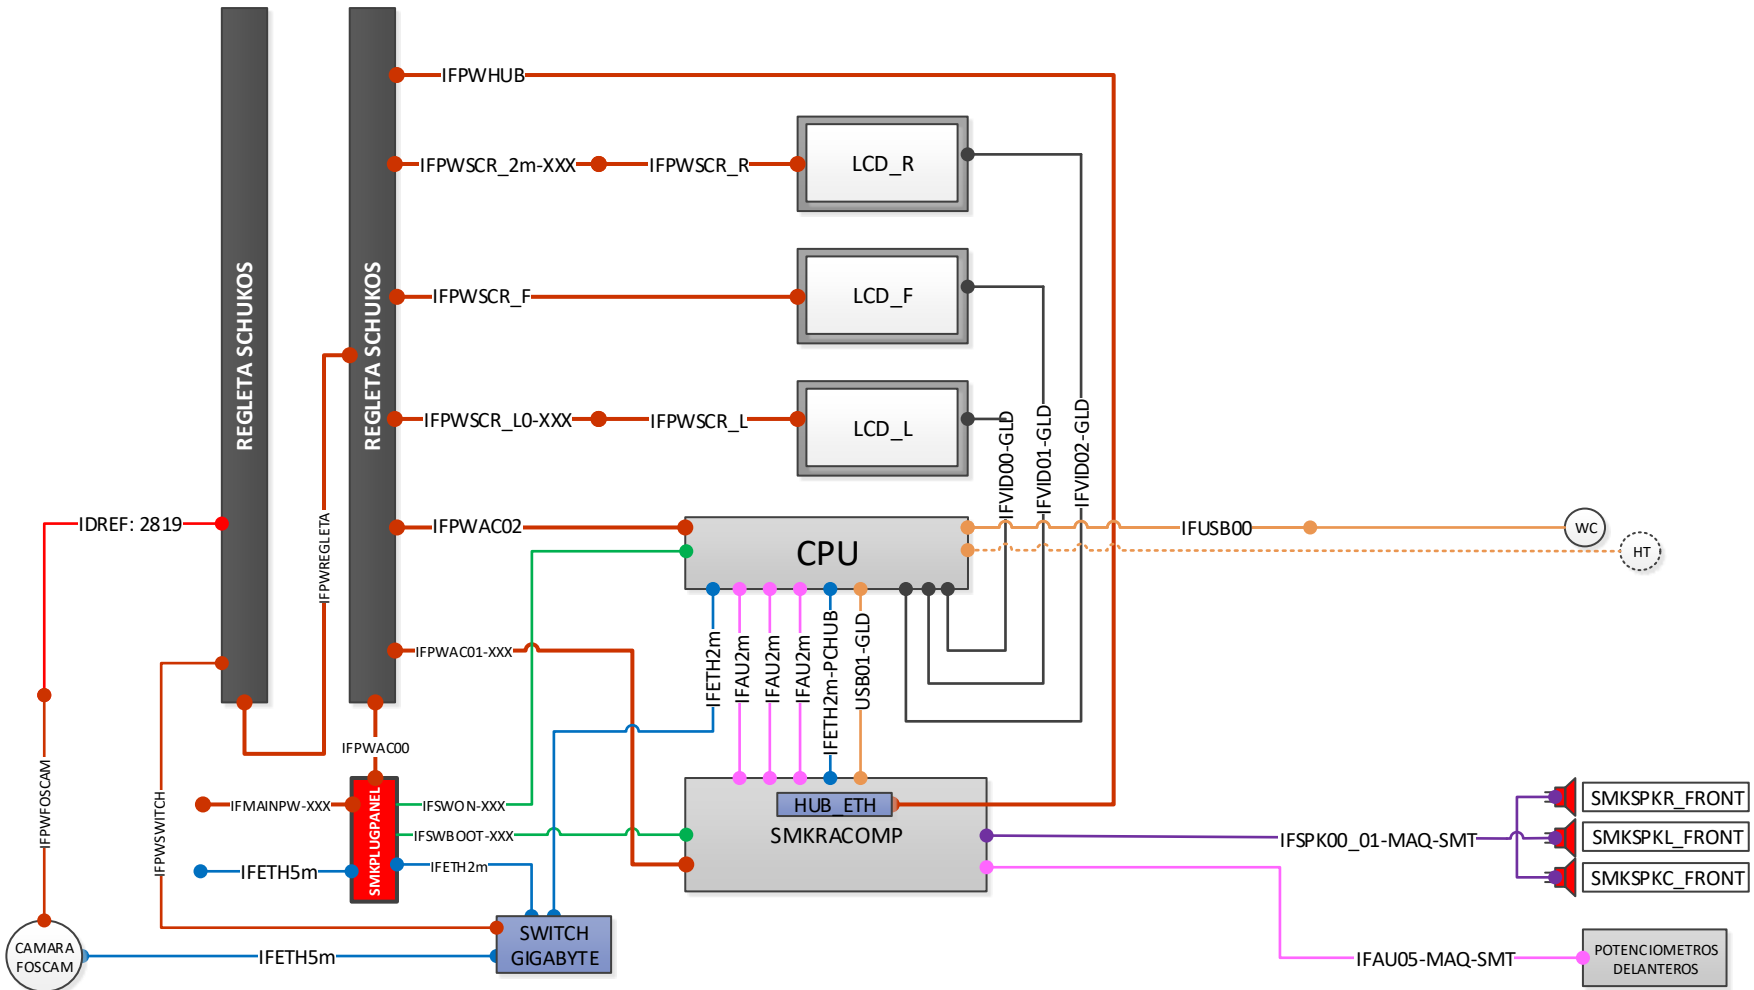 IFPWHUB
IFPWSCR_2m-XXX
IFPWSCR_R
LCD_R
REGLETA SCHUKOS
REGLETA SCHUKOS
IFPWSCR_F
LCD_F
IFPWSCR_L0-XXX
IFPWSCR_L
LCD_L
IFVID00-GLD
IFVID01-GLD
IFVID02-GLD
IDREF: 2819
IFPWREGLETA
IFPWAC02
CPU
IFUSB00
WC
HT
IFPWAC01-XXX
IFETH2m
IFAU2m
IFAU2m
IFAU2m
IFETH2m-PCHUB
USB01-GLD
IFPWAC00
IFPWFOSCAM
IFPWSWITCH
IFMAINPW-XXX
SMKPLUGPANEL
IFSWON-XXX
IFSWBOOT-XXX
IFETH5m
IFETH2m
HUB_ETH
SMKRACOMP
SMKSPKR_FRONT
IFSPK00_01-MAQ-SMT
SMKSPKL_FRONT
SMKSPKC_FRONT
CAMARA
FOSCAM
IFETH5m
SWITCH
GIGABYTE
IFAU05-MAQ-SMT
POTENCIOMETROS
DELANTEROS